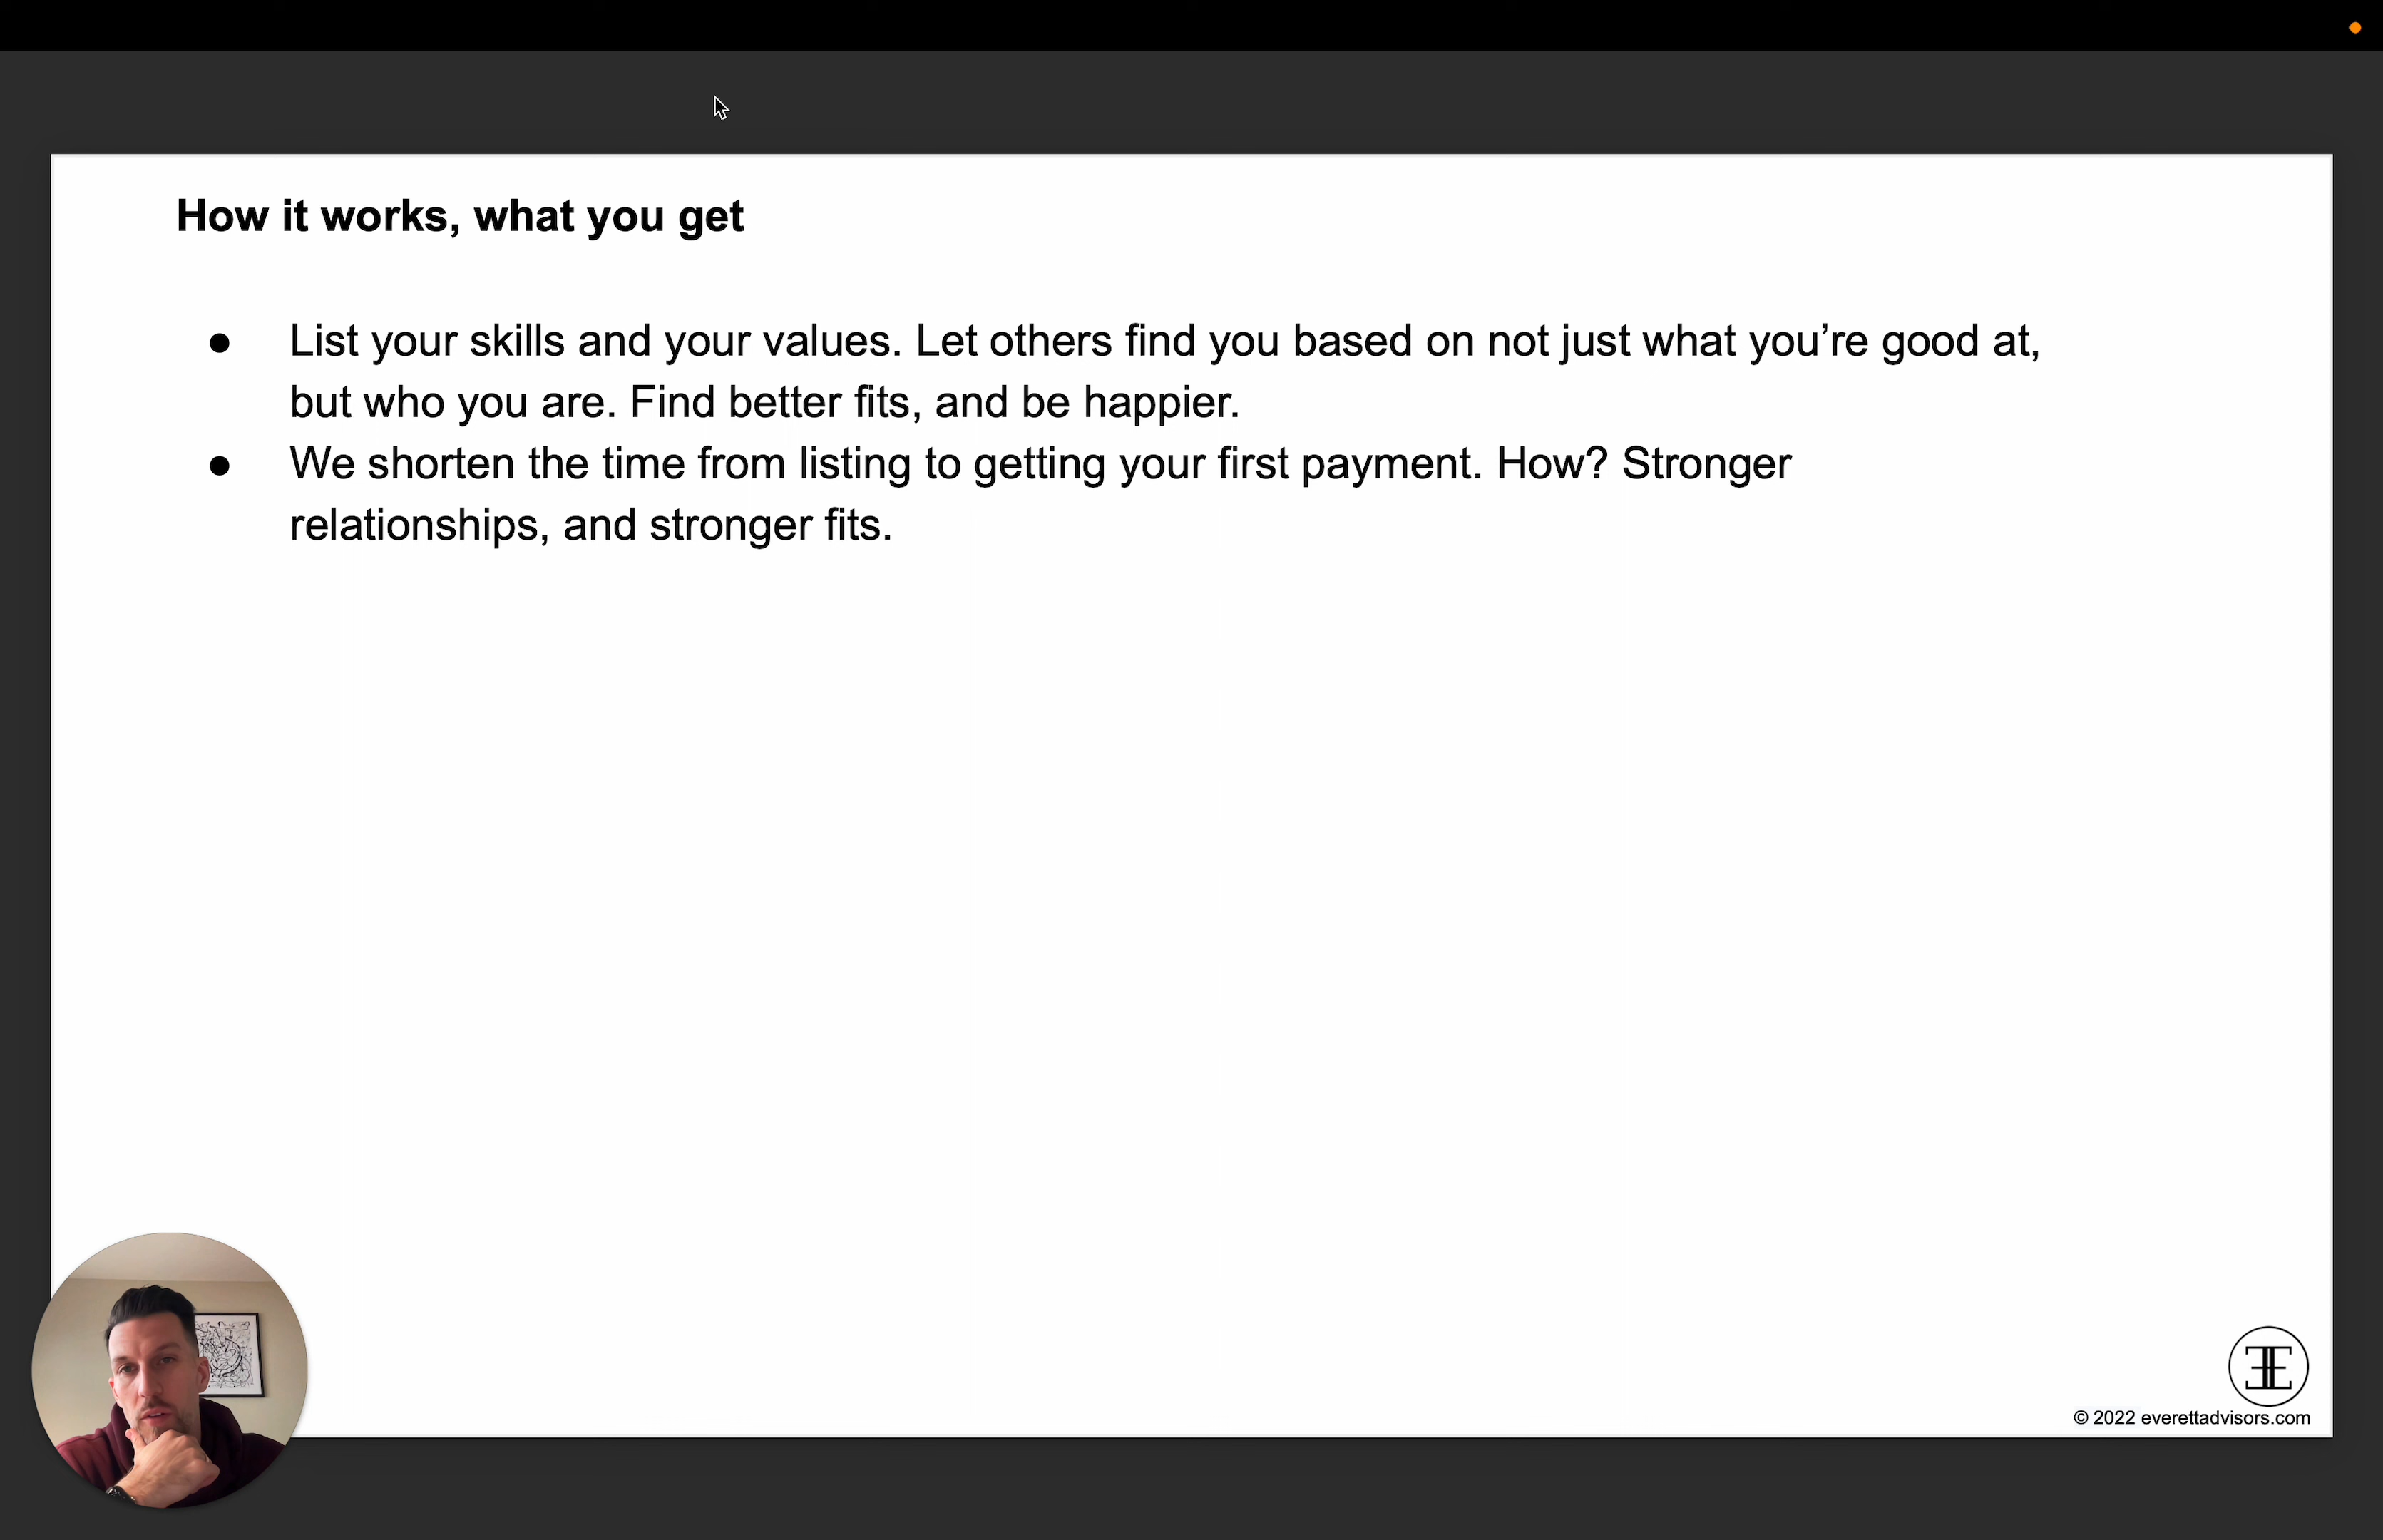 How it works, what you get
● List your skills and your values. Let others find you based on not just what you’re good at,
but who you are. Find better fits, and be happier.
● We shorten the time from listing to getting your first payment. How? Stronger
relationships, and stronger fits.
© 2022 everettadvisors.com